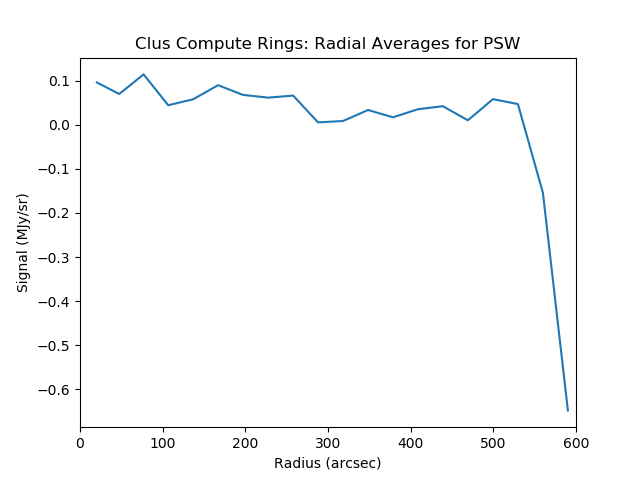 Clus Compute Rings: Radial Averages for PSW
0.1
0.0
−0.1
−0.2
−0.3
−0.4
−0.5
−0.6
Signal (MJy/sr)
0 100 200 300 400 500 600
Radius (arcsec)